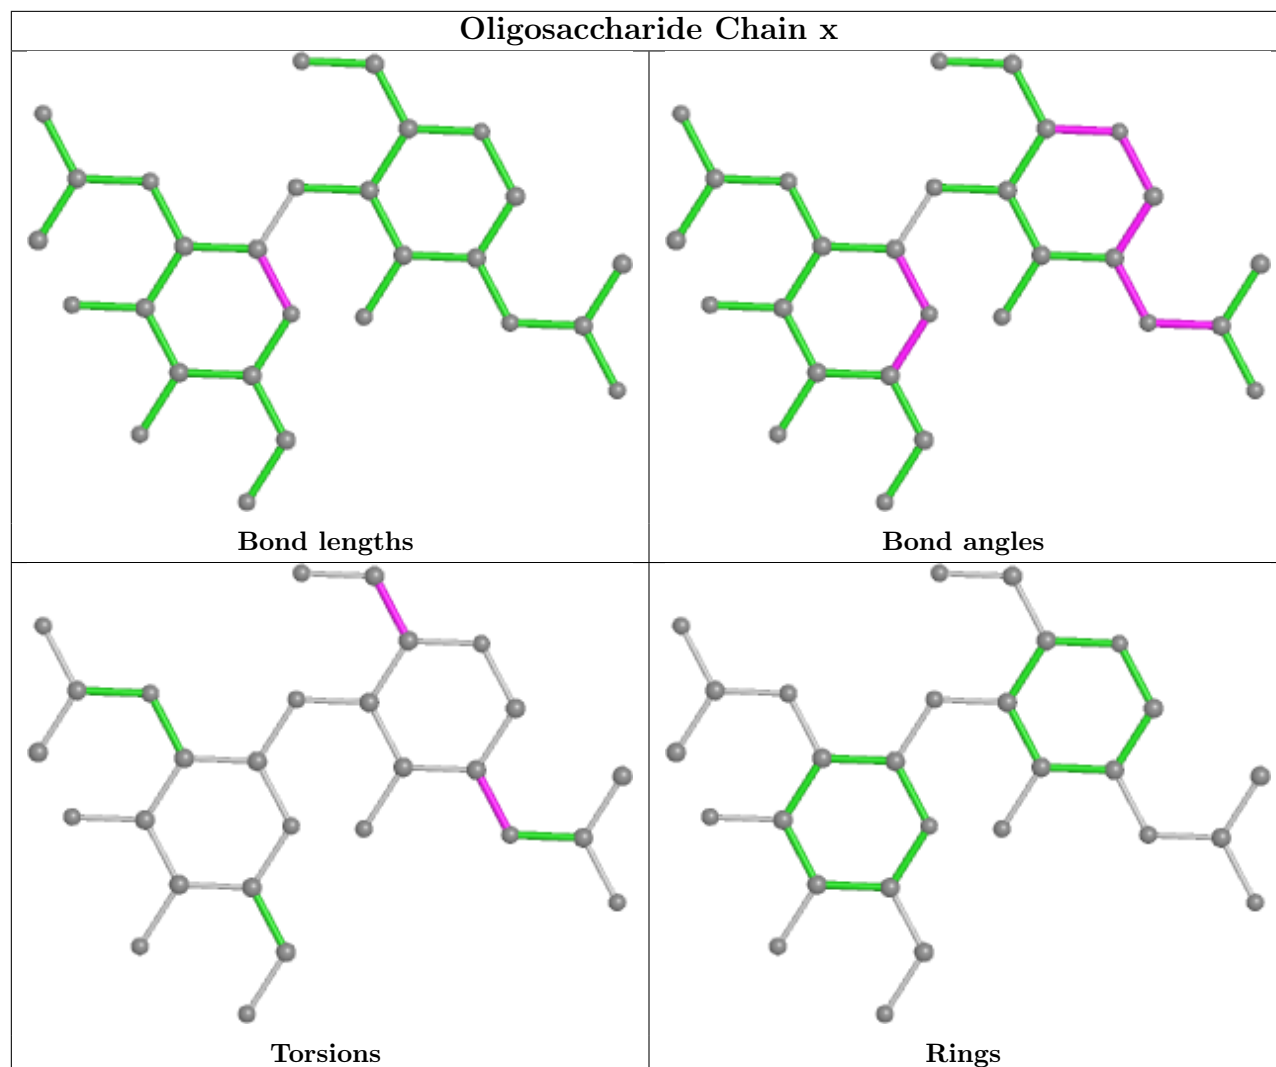 Oligosaccharide Chain x
Bond lengths
Bond angles
Torsions
Rings